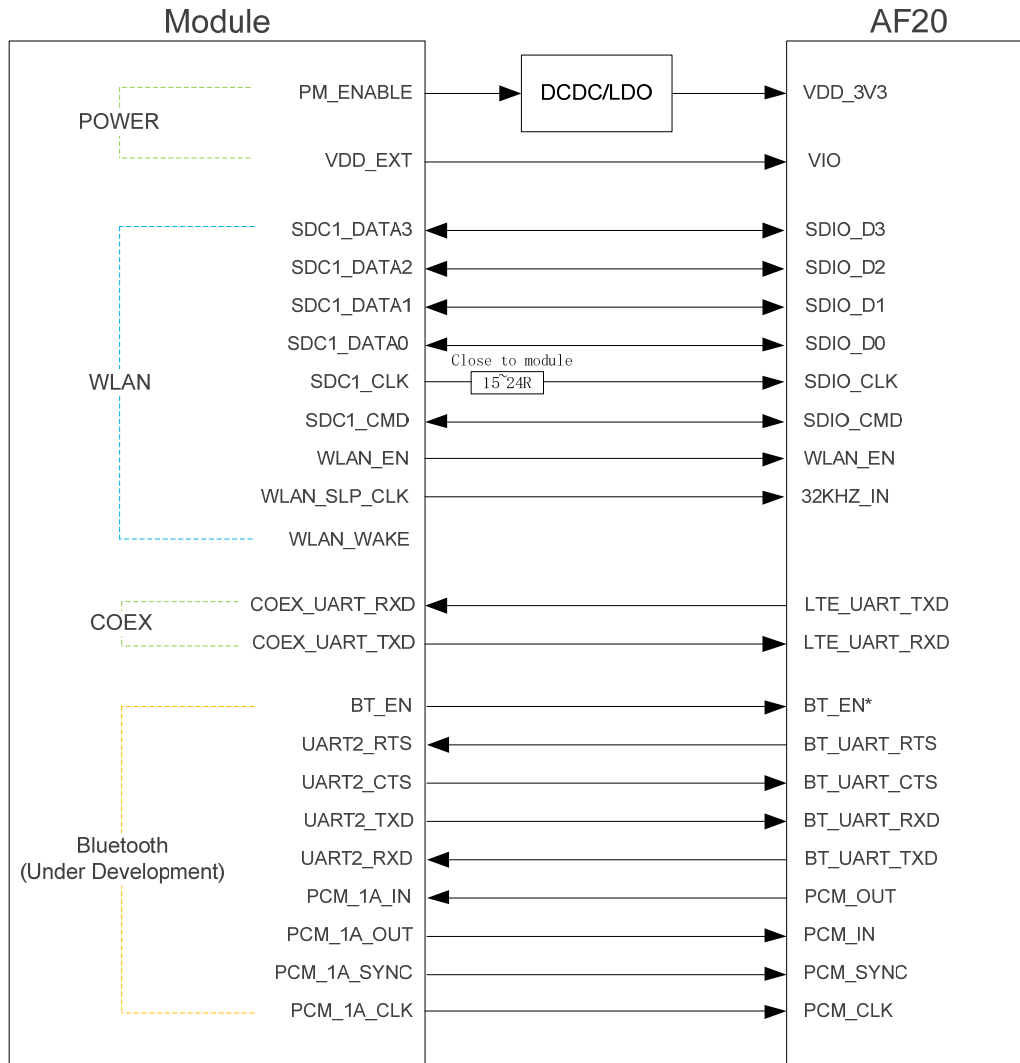 Module AF20
PM_ENABLE DCDC/LDO VDD_3V3
POWER
VDD_EXT VIO
SDC1_DATA3 SDIO_D3
SDC1_DATA2 SDIO_D2
SDC1_DATA1 SDIO_D1
SDC1_DATA0 SDIO_D0
Close to module
WLAN SDC1_CLK 15~24R SDIO_CLK
SDC1_CMD SDIO_CMD
WLAN_EN WLAN_EN
WLAN_SLP_CLK 32KHZ_IN
WLAN_WAKE
COEX_UART_RXD LTE_UART_TXD
COEX
COEX_UART_TXD LTE_UART_RXD
BT_EN BT_EN*
UART2_RTS BT_UART_RTS
UART2_CTS BT_UART_CTS
UART2_TXD BT_UART_RXD
Bluetooth
(Under Development)
UART2_RXD BT_UART_TXD
PCM_1A_IN PCM_OUT
PCM_1A_OUT PCM_IN
PCM_1A_SYNC PCM_SYNC
PCM_1A_CLK PCM_CLK